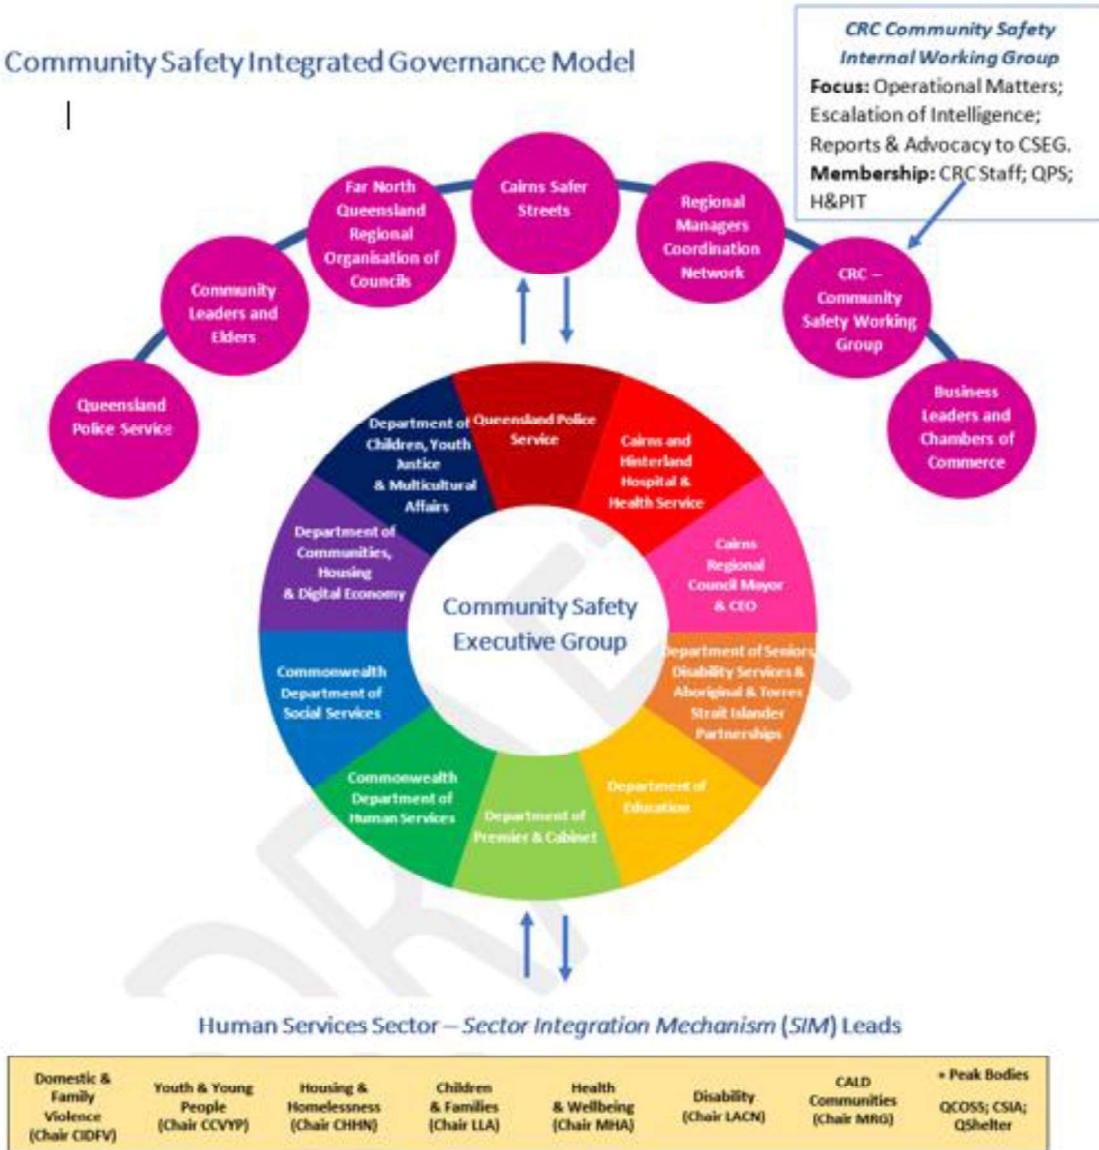 Community Safety Integrated Governance Model
CRC Community Safety
Internal Working Group
Focus: Operational Matters;
Escalation of Intelligence;
Reports & Advocacy to CSEG.
Membership: CRC Staff; QPS;
H&PIT
Queensland
Police Service
Community
Leaders and
Elders
Far North
Queensland
Regional
Organisation of
Councils
Cairns Safer
Streets
Regional
Managers
Coordination
Network
CRC –
Community
Safety Working
Group
Business
Leaders and
Chambers of
Commerce
Queensland Police
Service
Cairns and
Hinterland
Hospital &
Health Service
Cairns
Regional
Council Mayor
& CEO
Department of Seniors,
Disability Services &
Aboriginal & Torres
Strait Islander
Partnerships
Department of
Education
Department of
Premier & Cabinet
Commonwealth
Department of
Human Services
Commonwealth
Department of
Social Services
Department of
Communities,
Housing
& Digital Economy
Department of
Children, Youth
Justice
& Multicultural
Affairs
Community Safety
Executive Group
DRAFT
Human Services Sector – Sector Integration Mechanism (SIM) Leads
Domestic &
Family
Violence
(Chair CIDFV)
Youth & Young
People
(Chair CCVYP)
Housing &
Homelessness
(Chair CHHN)
Children
& Families
(Chair LLA)
Health
& Wellbeing
(Chair MHA)
Disability
(Chair LACN)
CALD
Communities
(Chair MRG)
+ Peak Bodies
QCOSS; CSIA;
QShelter